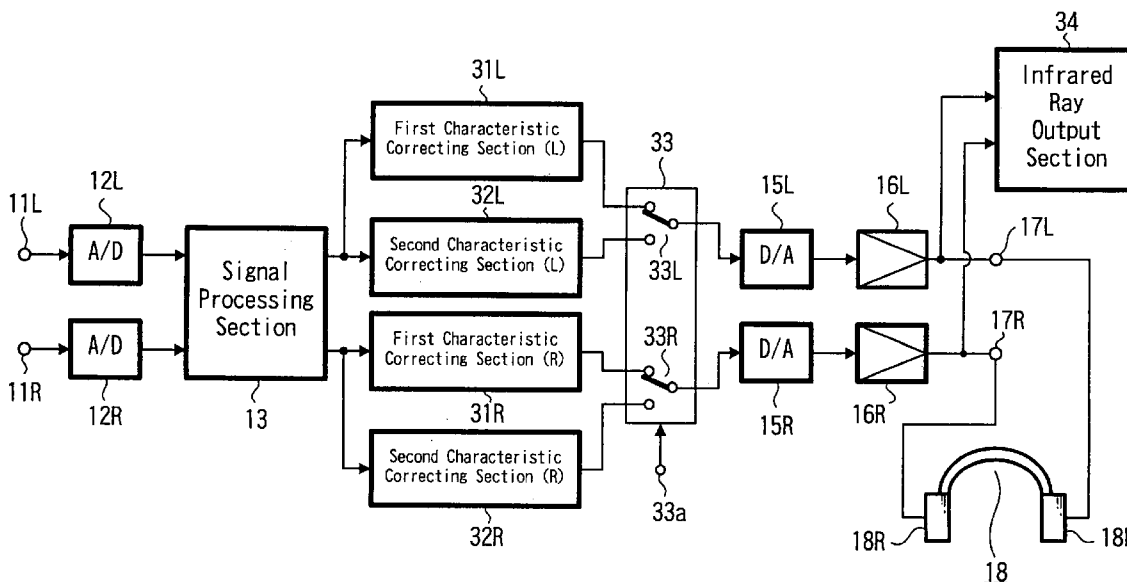 34
Infrared
Ray
Output
Section
31L
First Characteristic
Correcting Section (L)
33
12L
32L
15L
16L
11L
17L
A/D
Signal
Processing
Section
Second Characteristic
Correcting Section (L)
33L
D/A
A/D
First Characteristic
Correcting Section (R)
33R
D/A
17R
11R
12R
13
31R
15R
16R
Second Characteristic
Correcting Section (R)
33a
32R
18R
18